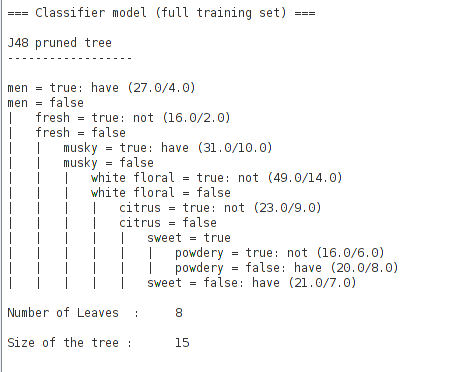 === Classifier model (full training set) ===
J48 pruned tree
------------------
men = true: have (27.0/4.0)
men = false
|   fresh = true: not (16.0/2.0)
|   fresh = false
|   |   musky = true: have (31.0/10.0)
|   |   musky = false
|   |   |   white floral = true: not (49.0/14.0)
|   |   |   white floral = false
|   |   |   |   citrus = true: not (23.0/9.0)
|   |   |   |   citrus = false
|   |   |   |   |   sweet = true
|   |   |   |   |   |   powdery = true: not (16.0/6.0)
|   |   |   |   |   |   powdery = false: have (20.0/8.0)
|   |   |   |   |   sweet = false: have (21.0/7.0)
Number of Leaves  :     8
Size of the tree :      15